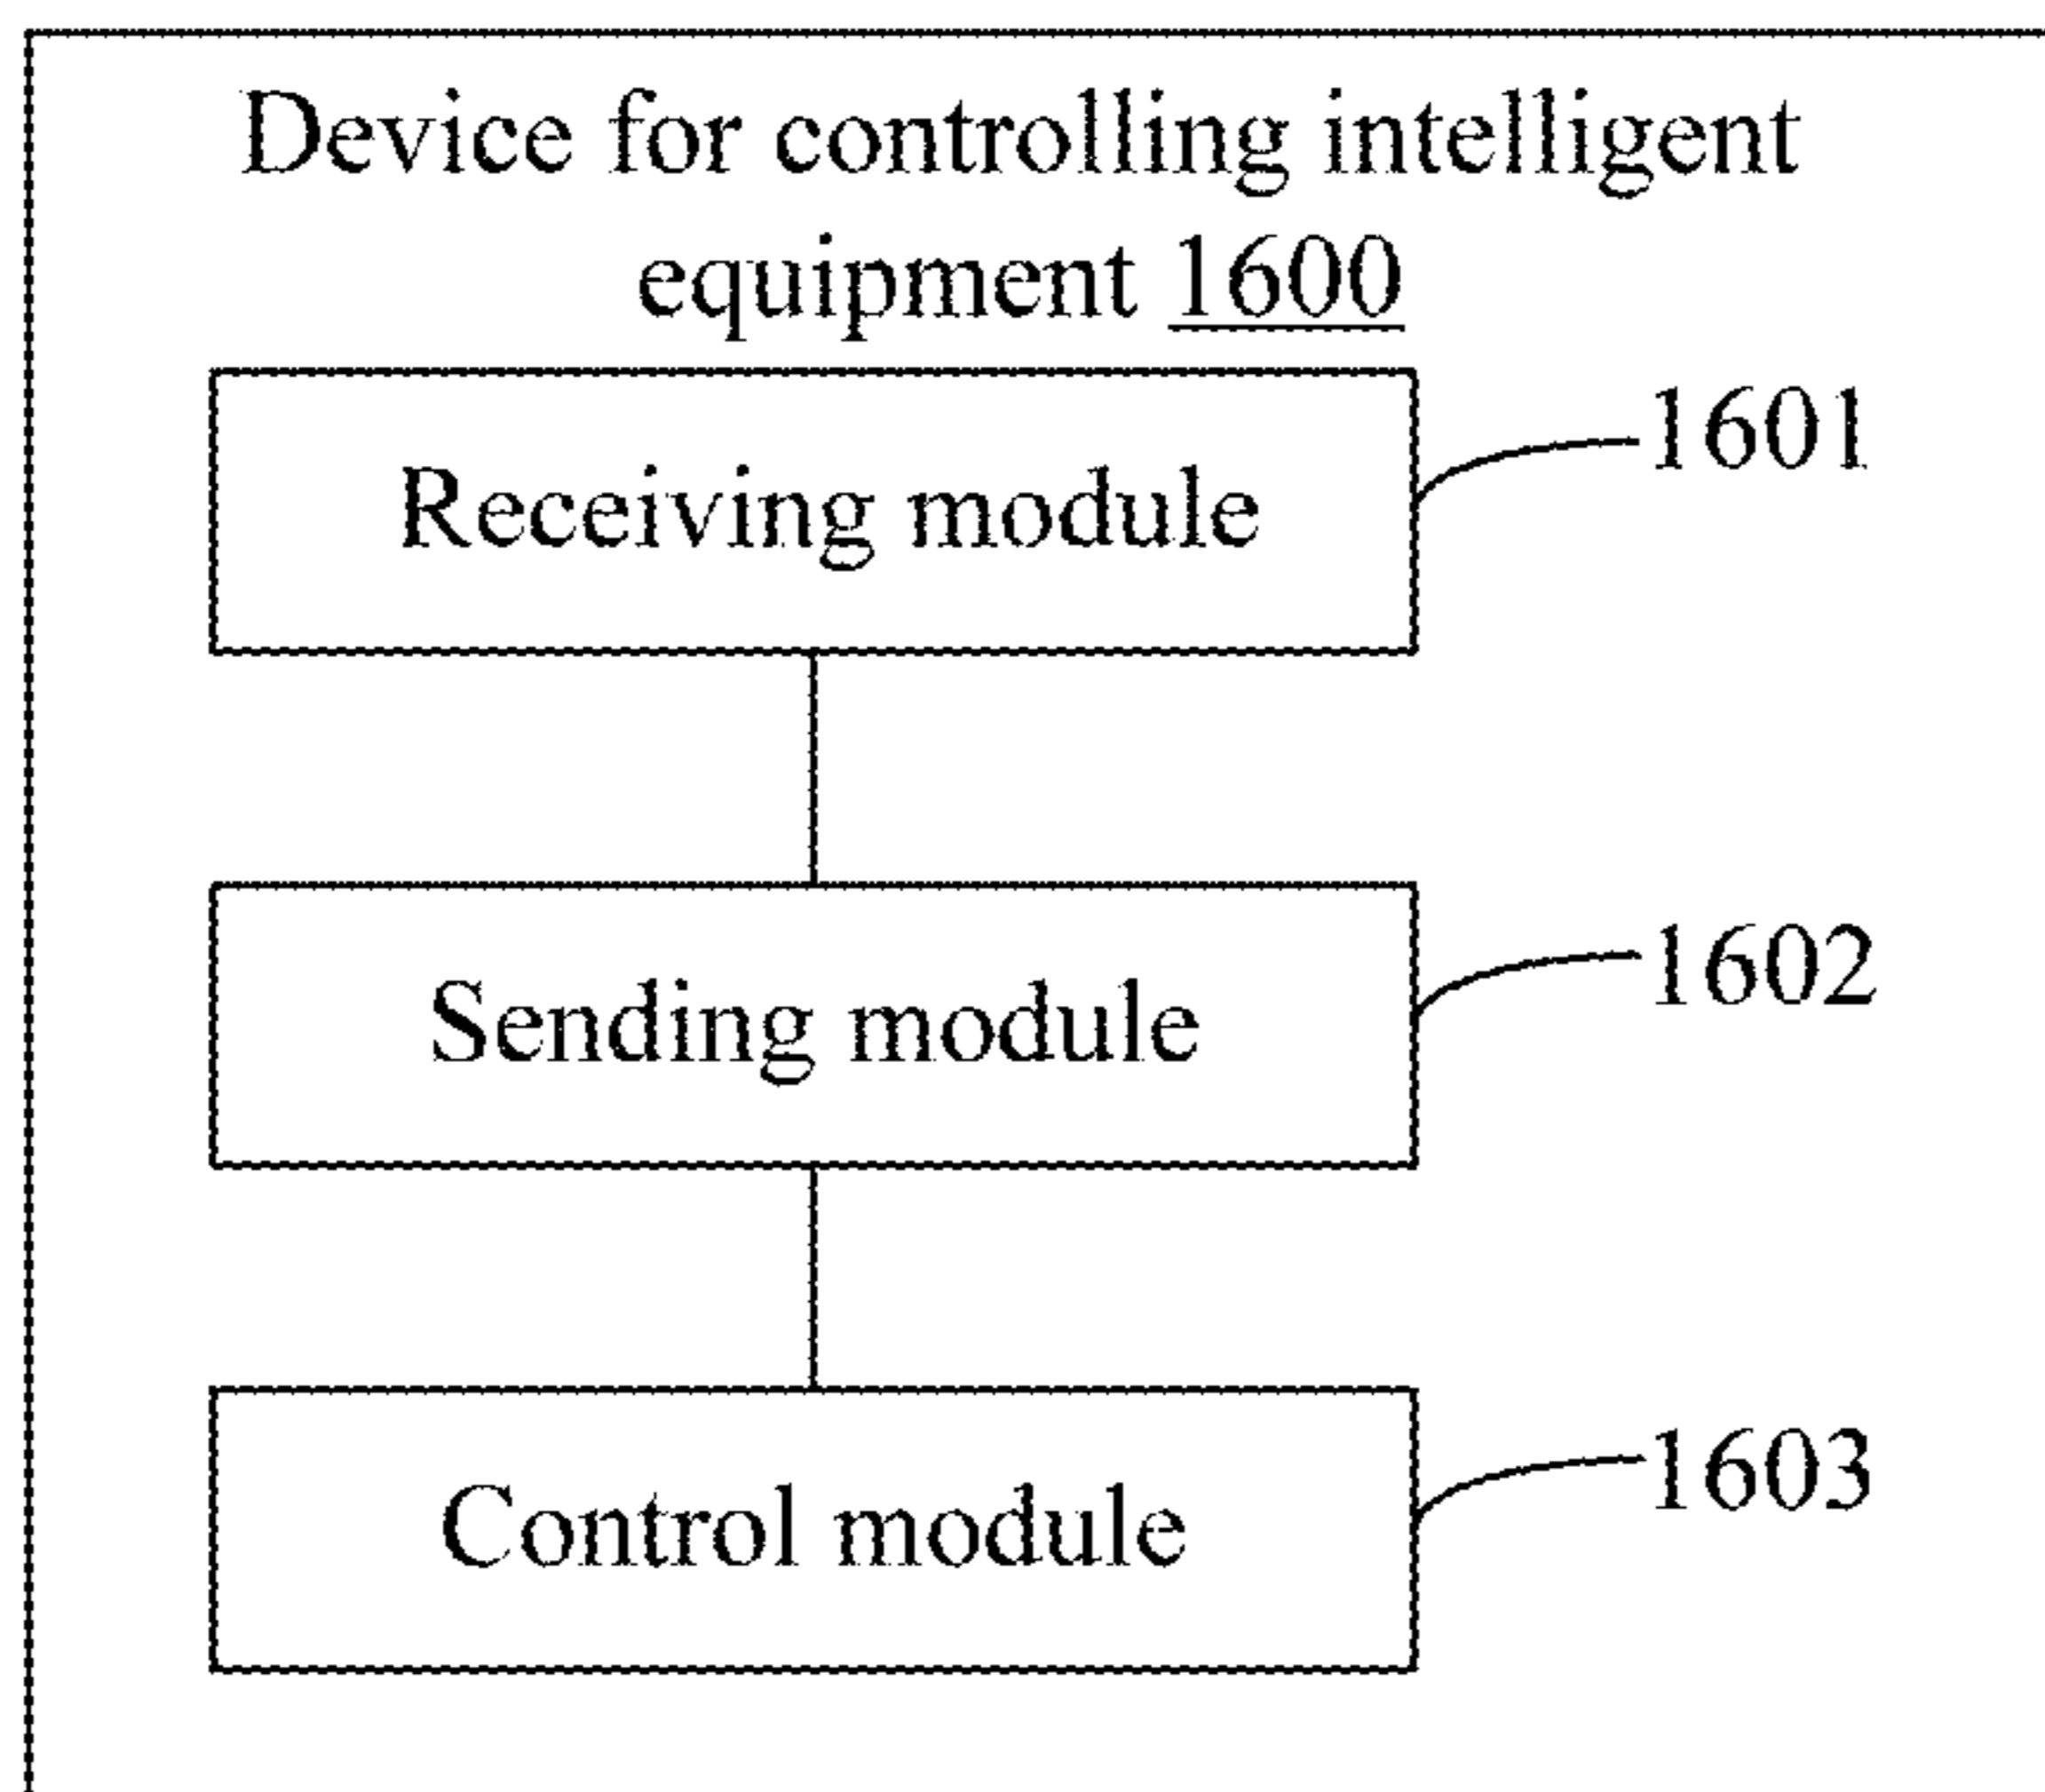 Device for controlling intelligent
equipment 1600
Receiving module
1601
Sending module
1602
Control module
1603